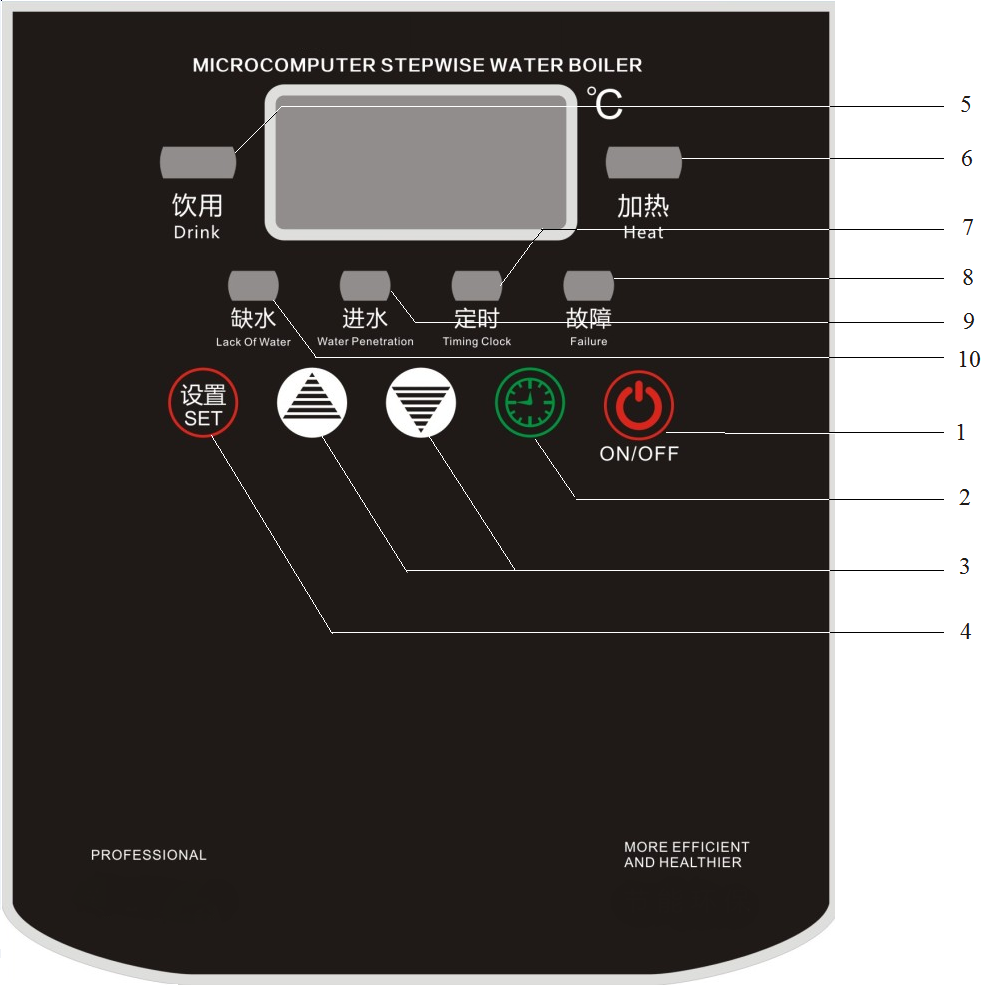 MICROCOMPUTER STEPWISE WATER BOILER
°C
5
6
饮用
Drink
加热
Heat
7
8
缺水
Lack Of Water
进水
Water Penetration
定时
Timing Clock
故障
Failure
9
10
设置
SET
ON/OFF
1
2
3
4
PROFESSIONAL
MORE EFFICIENT
AND HEALTHIER